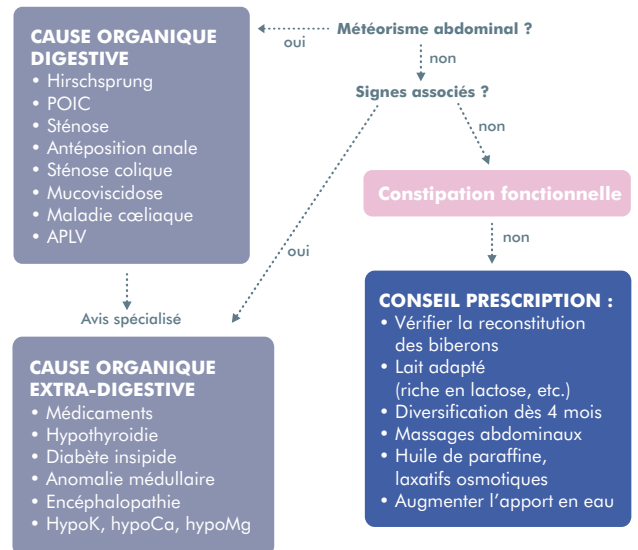 Météorisme abdominal ?
oui
non
Signes associés ?
non
oui
CAUSE ORGANIQUE
DIGESTIVE
• Hirschsprung
• POIC
• Sténose
• Antéposition anale
• Sténose colique
• Mucoviscidose
• Maladie cœliaque
• APLV
Avis spécialisé
CAUSE ORGANIQUE
EXTRA-DIGESTIVE
• Médicaments
• Hypothyroidie
• Diabète insipide
• Anomalie médullaire
• Encéphalopathie
• HypoK, hypoCa, hypoMg
Constipation fonctionnelle
non
CONSEIL PRESCRIPTION :
• Vérifier la reconstitution
des biberons
• Lait adapté
(riche en lactose, etc.)
• Diversification dès 4 mois
• Massages abdominaux
• Huile de paraffine,
laxatifs osmotiques
• Augmenter l’apport en eau